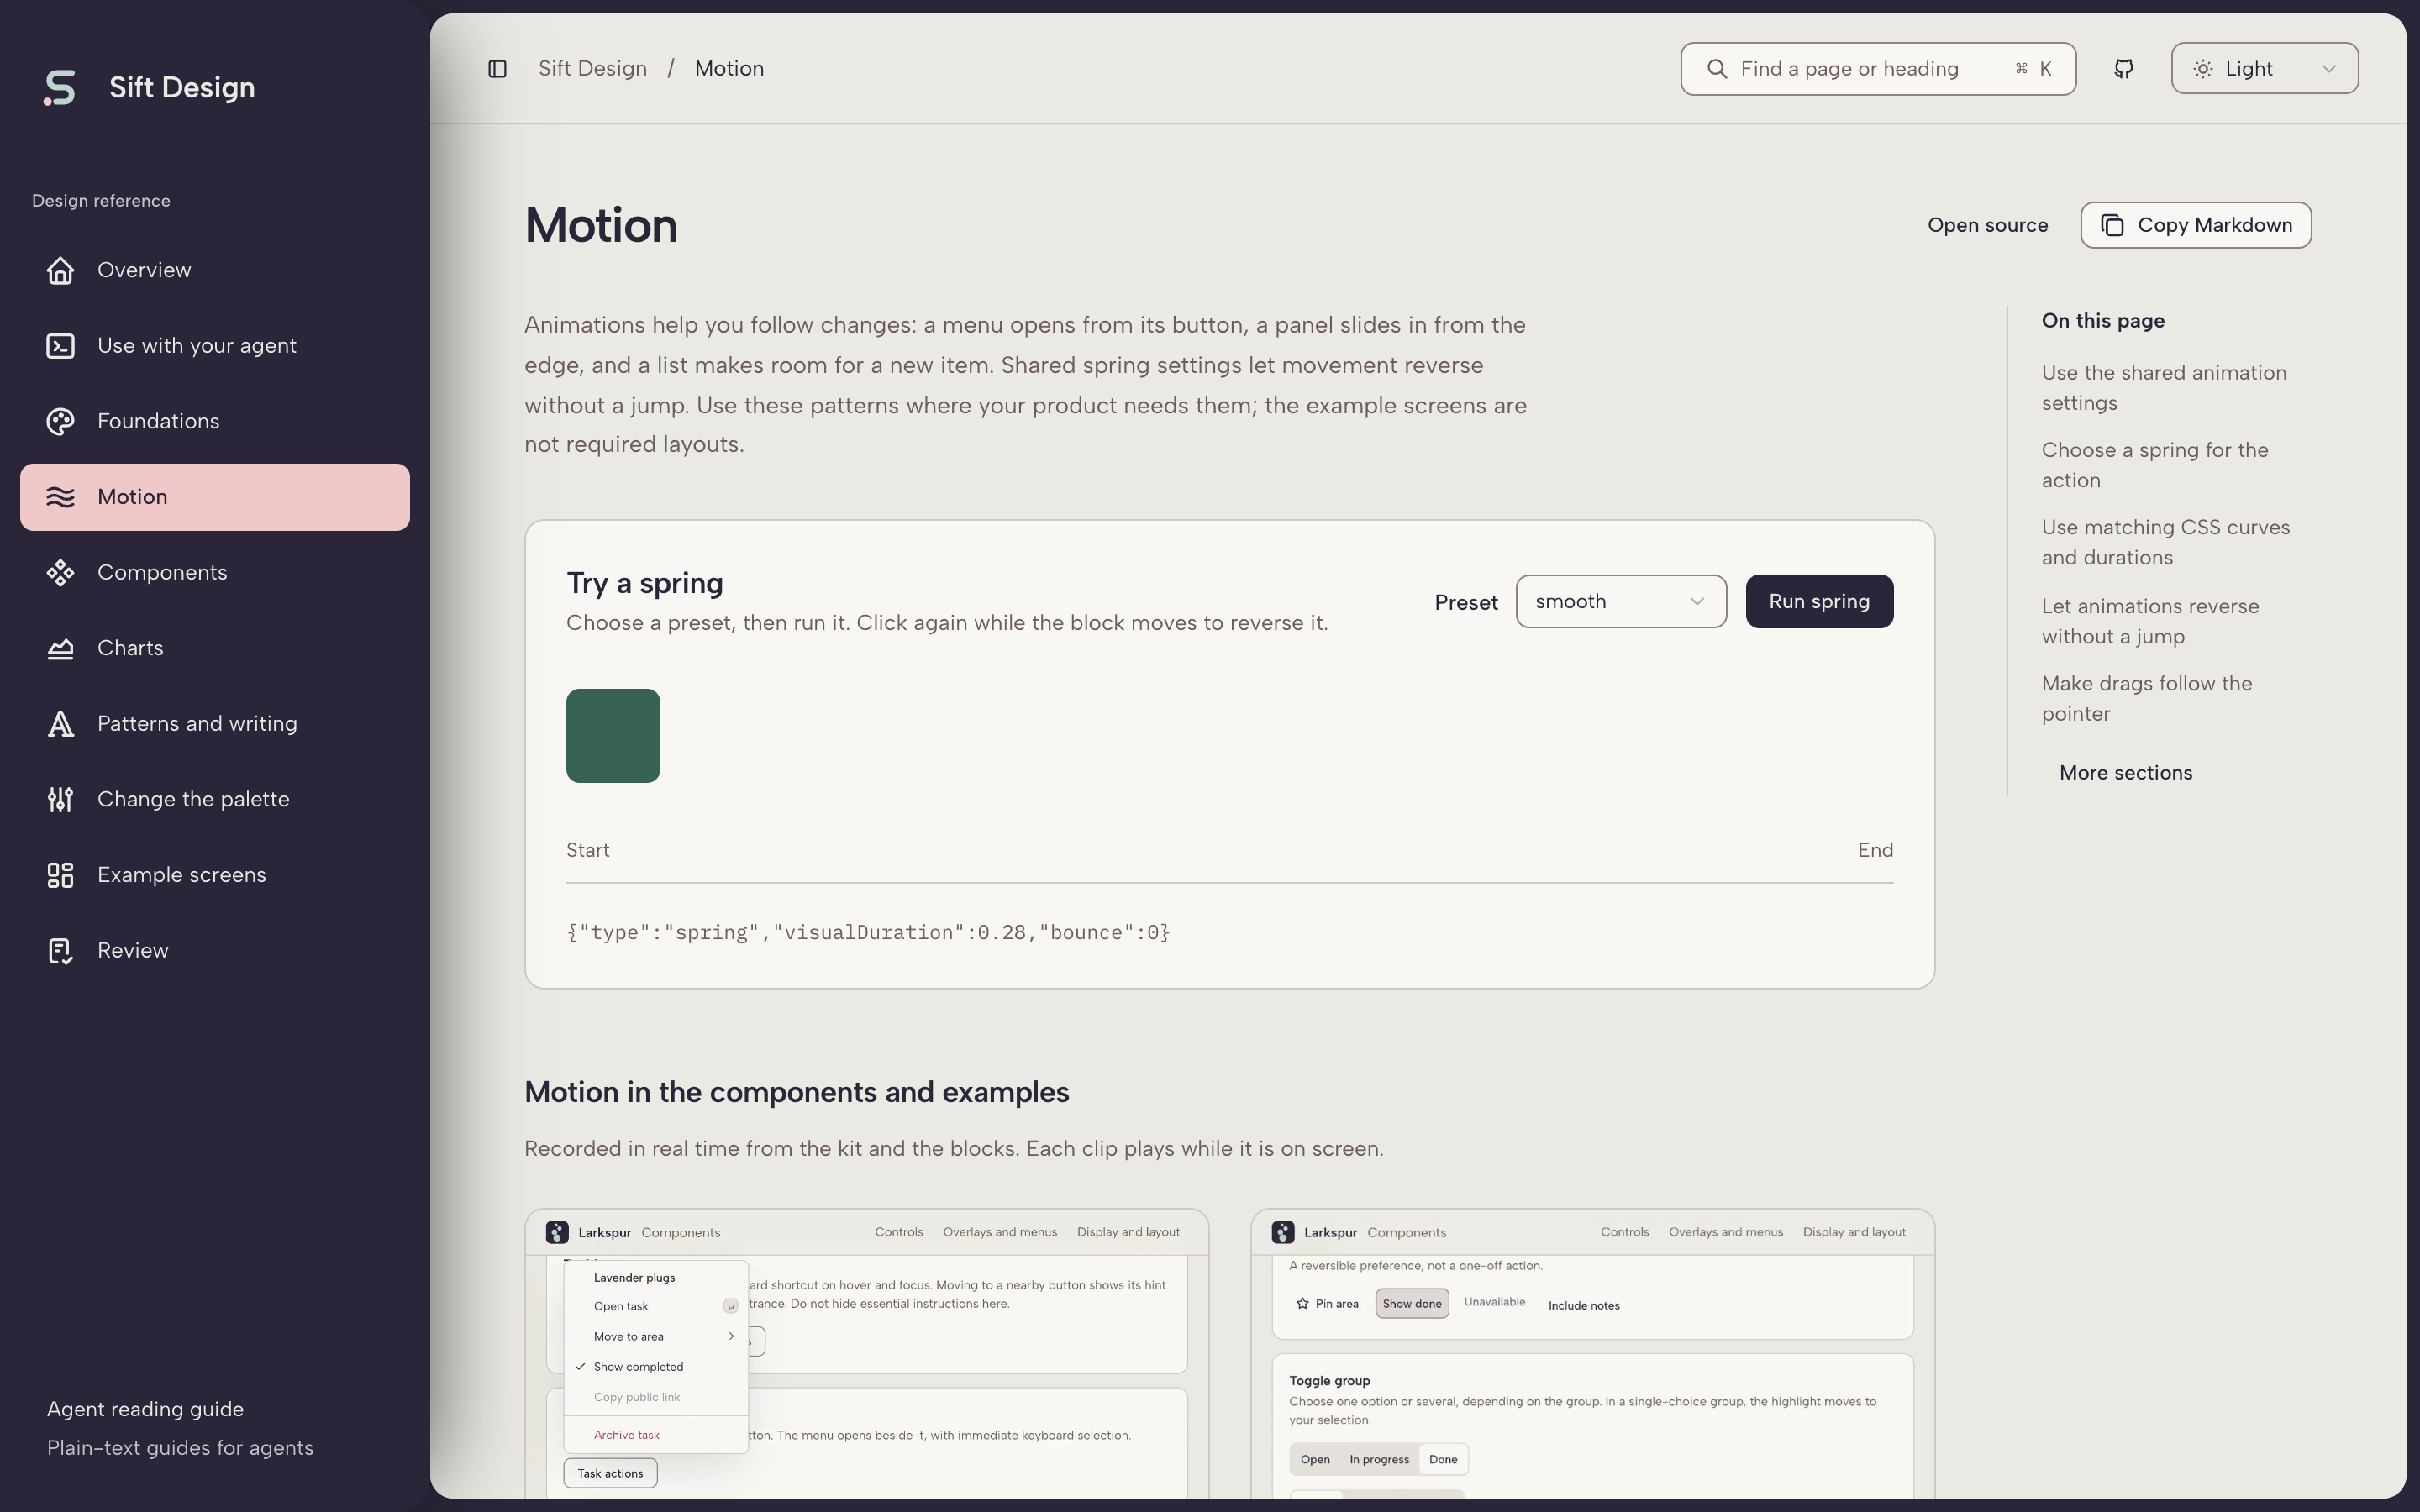 Sift Design
Design reference
Overview
Use with your agent
Foundations
Motion
Components
Charts
Patterns and writing
Change the palette
Example screens
Review
Agent reading guide
Plain-text guides for agents
Sift Design / Motion
Find a page or heading ⌘ K
Light
Motion
Open source
Copy Markdown
Animations help you follow changes: a menu opens from its button, a panel slides in from the
edge, and a list makes room for a new item. Shared spring settings let movement reverse
without a jump. Use these patterns where your product needs them; the example screens are
not required layouts.
Try a spring
Choose a preset, then run it. Click again while the block moves to reverse it.
Preset
smooth
Run spring
Start
End
{"type":"spring","visualDuration":0.28,"bounce":0}
On this page
Use the shared animation
settings
Choose a spring for the
action
Use matching CSS curves
and durations
Let animations reverse
without a jump
Make drags follow the
pointer
More sections
Motion in the components and examples
Recorded in real time from the kit and the blocks. Each clip plays while it is on screen.
Larkspur Components
Controls Overlays and menus Display and layout
Lavender plugs
Open task ↵
Move to area
Show completed
Copy public link
Archive task
shortcut on hover and focus. Moving to a nearby button shows its hint
Do not hide essential instructions here.
The menu opens beside it, with immediate keyboard selection.
Task actions
Larkspur Components
Controls Overlays and menus Display and layout
A reversible preference, not a one-off action.
Pin area Show done Unavailable Include notes
Toggle group
Choose one option or several, depending on the group. In a single-choice group, the highlight moves to
your selection.
Open In progress Done